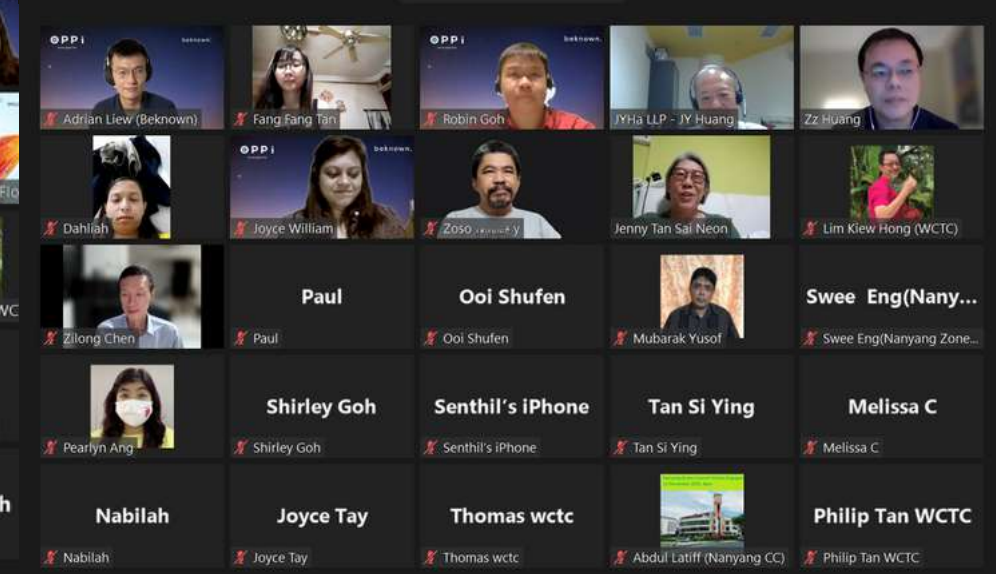 OPPi
beknown.
Adrian Liew (Beknown)
Fang Fang Tan
OPPi
beknown.
Robin Goh
JYHa LLP - JY Huang
Zz Huang
Flo
Dahliah
OPPi
beknown.
Joyce William
Zoso
Jenny Tan Sai Neon
Lim Kiew Hong (WCTC)
WC
Zilong Chen
Paul
Paul
Ooi Shufen
Ooi Shufen
Mubarak Yusof
Swee Eng(Nany...
Swee Eng(Nanyang Zone...
Pearlyn Ang
Shirley Goh
Shirley Goh
Senthil's iPhone
Senthil's iPhone
Tan Si Ying
Tan Si Ying
Melissa C
Melissa C
h
Nabilah
Nabilah
Joyce Tay
Joyce Tay
Thomas wctc
Thomas wctc
Abdul Latiff (Nanyang CC)
Philip Tan WCTC
Philip Tan WCTC